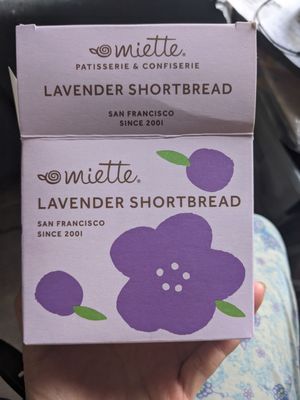 miette®
PATISSERIE & CONFISERIE
LAVENDER SHORTBREAD
SAN FRANCISCO
SINCE 2001
miette®
LAVENDER SHORTBREAD
SAN FRANCISCO
SINCE 2001